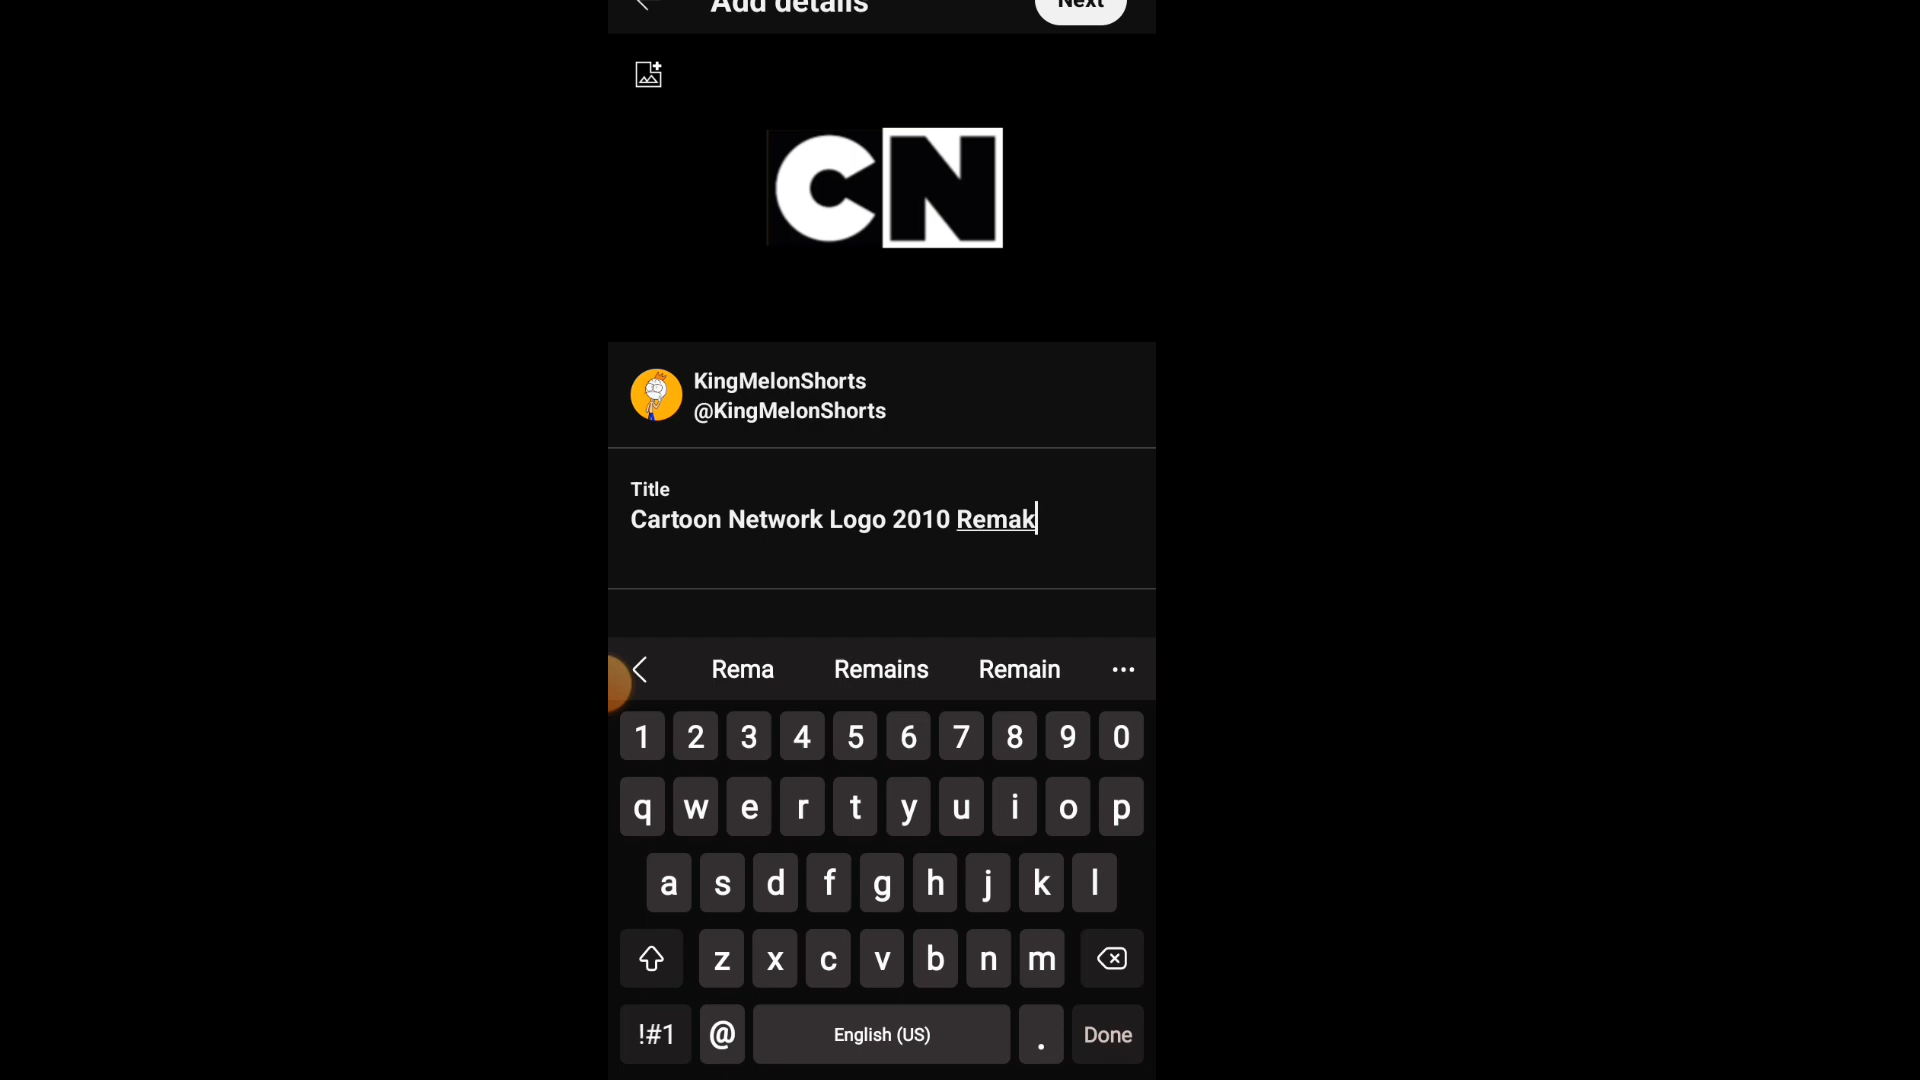 Add details
Next
CN
KingMelonShorts
@KingMelonShorts
Title
Cartoon Network Logo 2010 Remak
Rema Remains Remain ...
1 2 3 4 5 6 7 8 9 0
q w e r t y u i o p
a s d f g h j k l
z x c v b n m
!#1 @ English (US) . Done